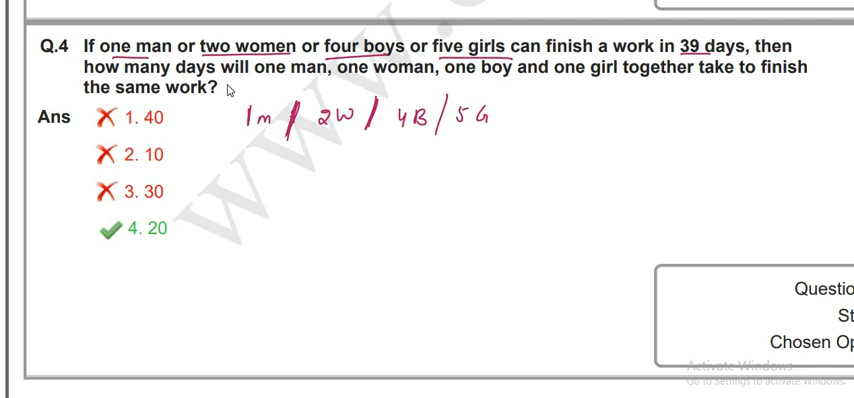 Q.4 If one man or two women or four boys or five girls can finish a work in 39 days, then
how many days will one man, one woman, one boy and one girl together take to finish
the same work?
Ans 1. 40
1m / 2W / 4B / 5G
2. 10
3. 30
4. 20
www.
Questio
St
Chosen Op
Activate Windows
Go to Settings to activate Windows.